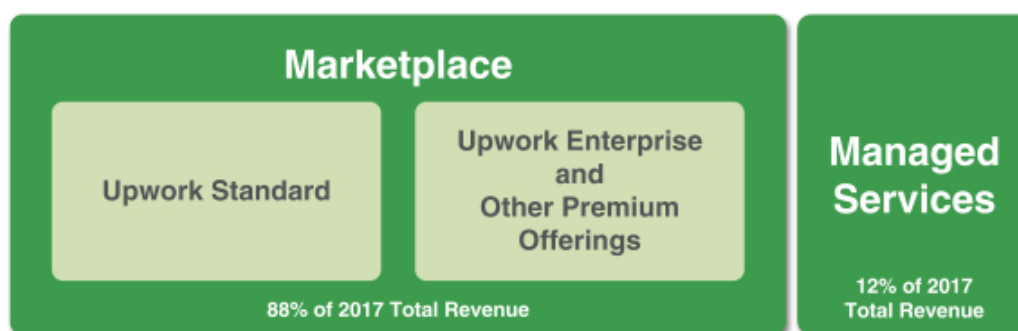 Marketplace
Upwork Standard
Upwork Enterprise
and
Other Premium
Offerings
88% of 2017 Total Revenue
Managed
Services
12% of 2017
Total Revenue